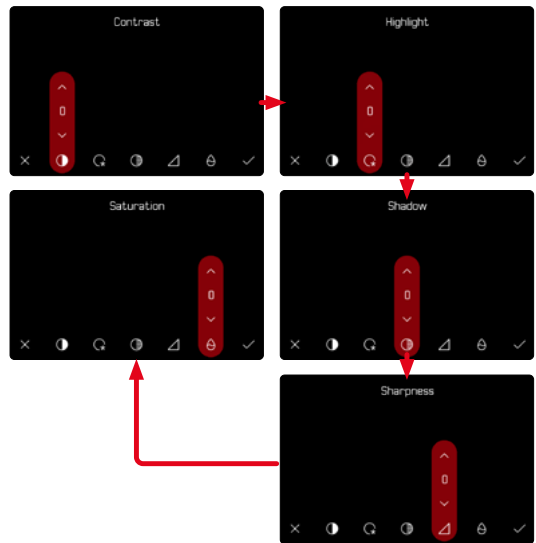 Contrast
0
Highlight
0
Saturation
0
Shadow
0
Sharpness
0